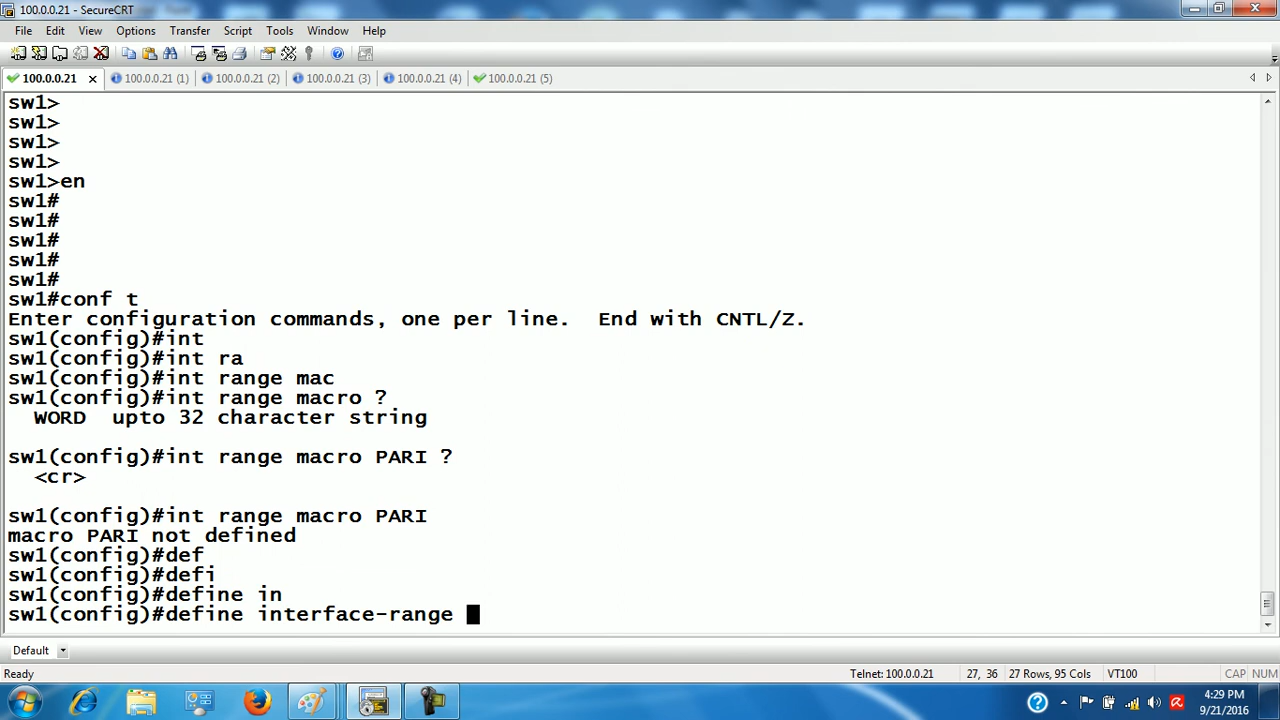 100.0.0.21 - SecureCRT
File Edit View Options Transfer Script Tools Window Help
100.0.0.21 100.0.0.21 (1) 100.0.0.21 (2) 100.0.0.21 (3) 100.0.0.21 (4) 100.0.0.21 (5)
sw1>
sw1>
sw1>
sw1>
sw1>en
sw1#
sw1#
sw1#
sw1#
sw1#
sw1#conf t
Enter configuration commands, one per line.  End with CNTL/Z.
sw1(config)#int
sw1(config)#int ra
sw1(config)#int range mac
sw1(config)#int range macro ?
  WORD  upto 32 character string
sw1(config)#int range macro PARI ?
  <cr>
sw1(config)#int range macro PARI
macro PARI not defined
sw1(config)#def
sw1(config)#defi
sw1(config)#define in
sw1(config)#define interface-range
Default
Ready Telnet: 100.0.0.21 27, 36 27 Rows, 95 Cols VT100 CAP NUM
4:29 PM
9/21/2016